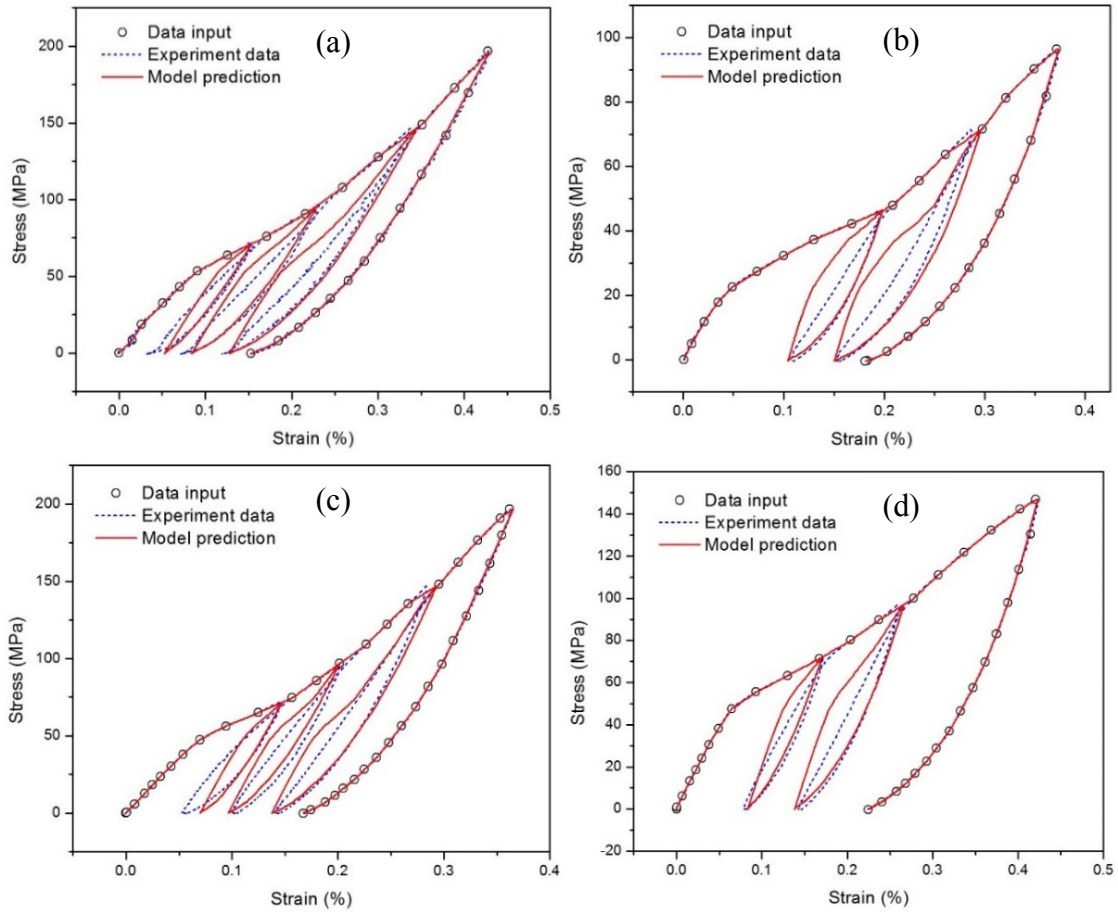 (a)
Data input
Experiment data
Model prediction
200
150
100
50
0
Stress (MPa)
0.0 0.1 0.2 0.3 0.4 0.5
Strain (%)
(b)
Data input
Experiment data
Model prediction
100
80
60
40
20
0
Stress (MPa)
0.0 0.1 0.2 0.3 0.4
Strain (%)
(c)
Data input
Experiment data
Model prediction
200
150
100
50
0
Stress (MPa)
0.0 0.1 0.2 0.3 0.4
Strain (%)
(d)
Data input
Experiment data
Model prediction
160
140
120
100
80
60
40
20
0
-20
Stress (MPa)
0.0 0.1 0.2 0.3 0.4 0.5
Strain (%)